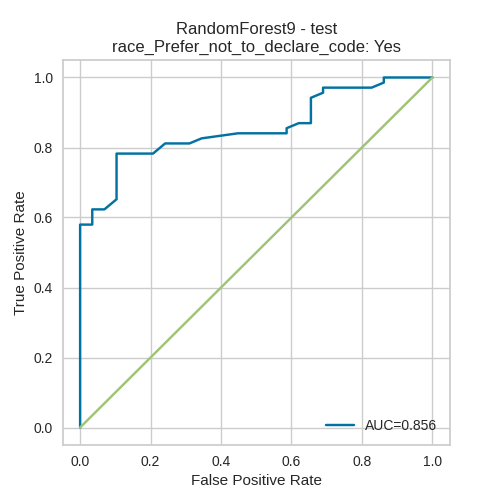 RandomForest9 - test
race_Prefer_not_to_declare_code: Yes
True Positive Rate
1.0
0.8
0.6
0.4
0.2
0.0
AUC=0.856
0.0 0.2 0.4 0.6 0.8 1.0
False Positive Rate